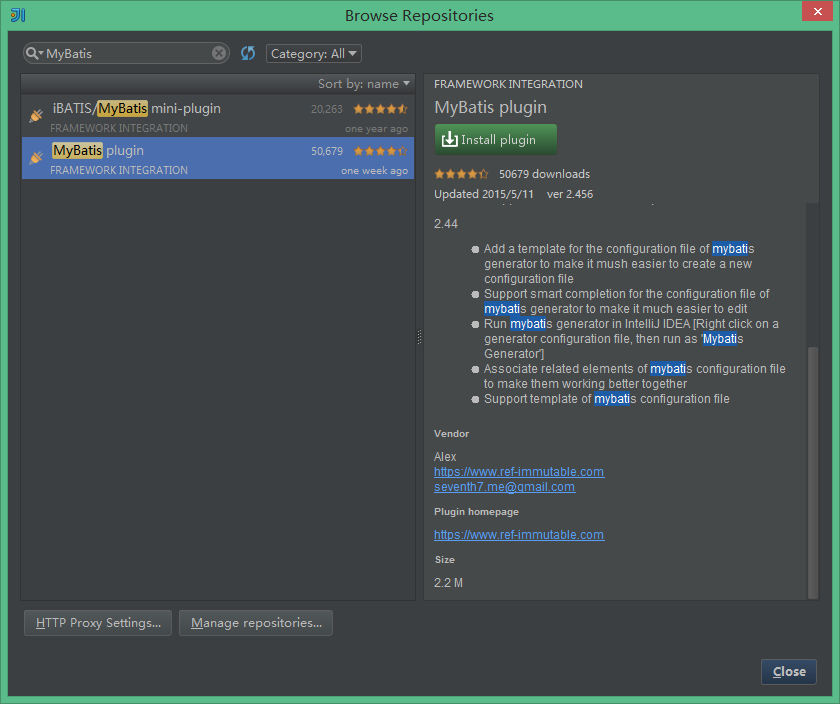 Browse Repositories
MyBatis
Category: All
Sort by: name
iBATIS/MyBatis mini-plugin 20,263
FRAMEWORK INTEGRATION one year ago
MyBatis plugin 50,679
FRAMEWORK INTEGRATION one week ago
FRAMEWORK INTEGRATION
MyBatis plugin
Install plugin
50679 downloads
Updated 2015/5/11 ver 2.456
2.44
Add a template for the configuration file of mybatis
generator to make it mush easier to create a new
configuration file
Support smart completion for the configuration file of
mybatis generator to make it much easier to edit
Run mybatis generator in IntelliJ IDEA [Right click on a
generator configuration file, then run as 'Mybatis
Generator']
Associate related elements of mybatis configuration file
to make them working better together
Support template of mybatis configuration file
Vendor
Alex
https://www.ref-immutable.com
seventh7.me@gmail.com
Plugin homepage
https://www.ref-immutable.com
Size
2.2 M
HTTP Proxy Settings...
Manage repositories...
Close